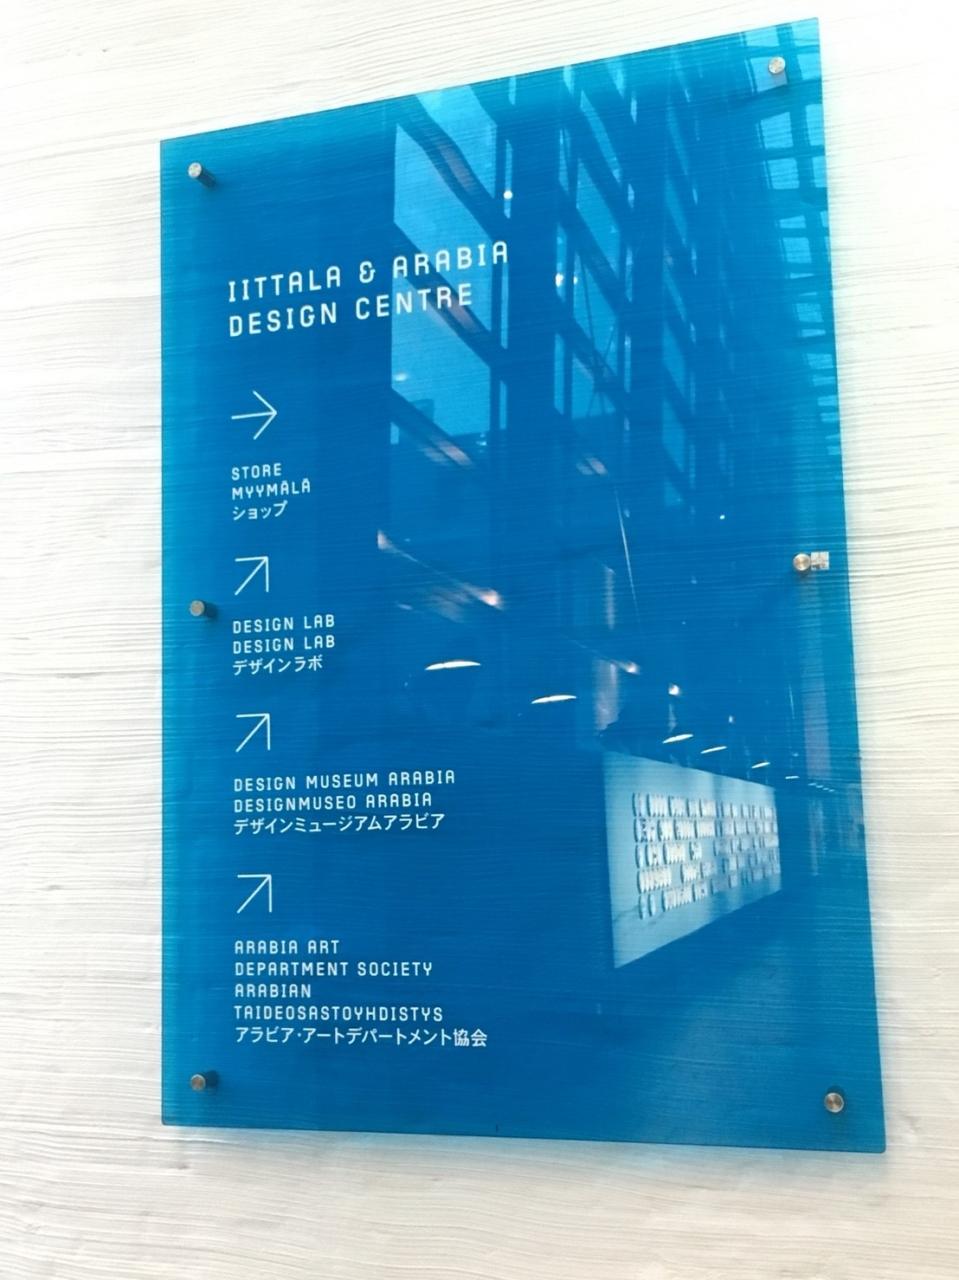 IITTALA & ARABIA
DESIGN CENTRE
STORE
MYYMÄLÄ
ショップ
DESIGN LAB
DESIGN LAB
デザインラボ
DESIGN MUSEUM ARABIA
DESIGNMUSEO ARABIA
デザインミュージアムアラビア
ARABIA ART
DEPARTMENT SOCIETY
ARABIAN
TAIDEOSASTOYHDISTYS
アラビア・アートデパートメント協会